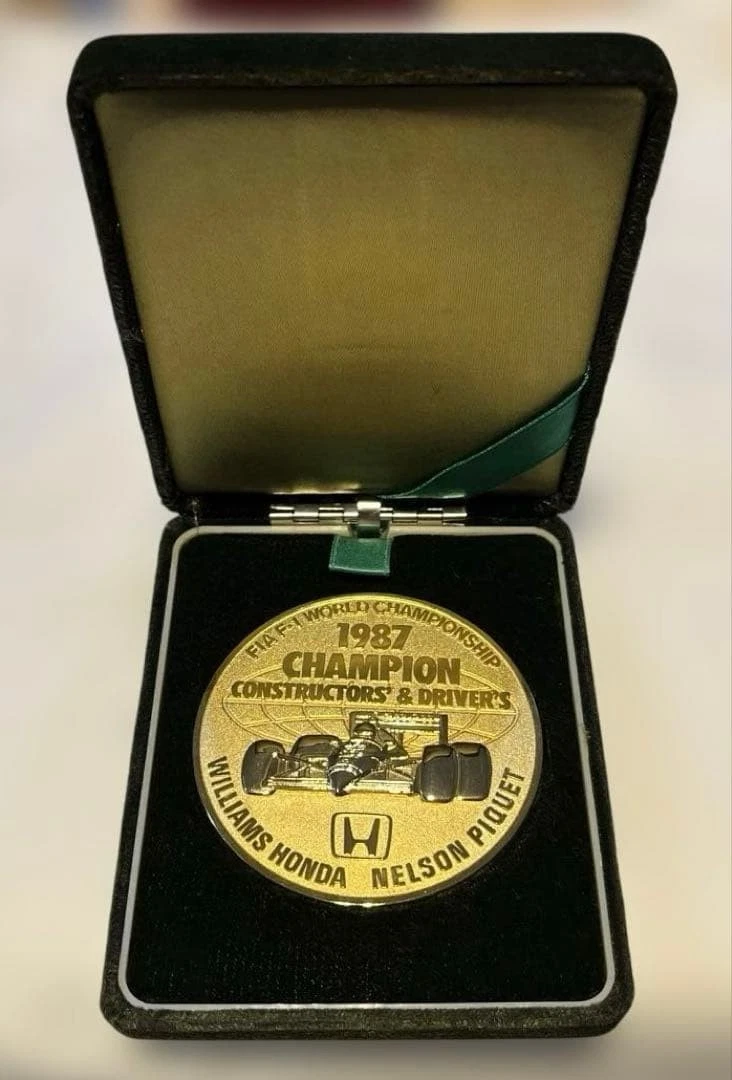 FIA F-1 WORLD CHAMPIONSHIP
1987
CHAMPION
CONSTRUCTORS' & DRIVER'S
WILLIAMS HONDA NELSON PIQUET